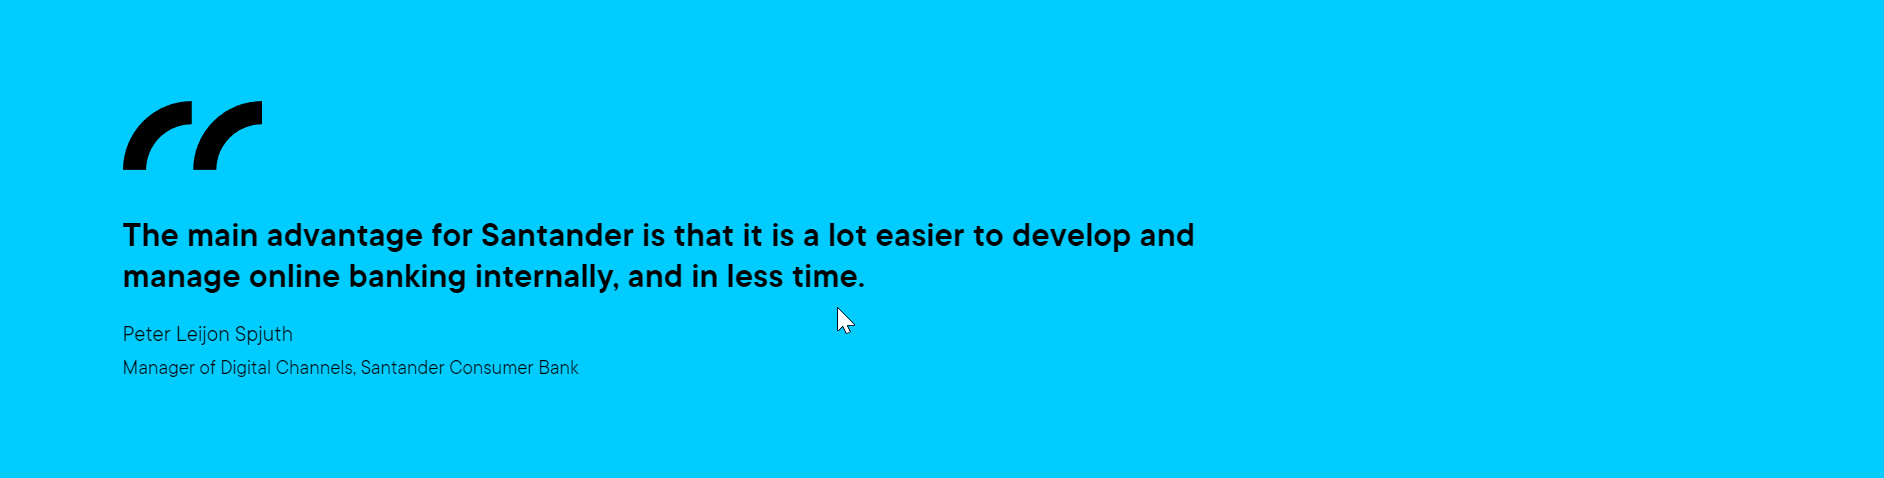 The main advantage for Santander is that it is a lot easier to develop and
manage online banking internally, and in less time.
Peter Leijon Spjuth
Manager of Digital Channels, Santander Consumer Bank